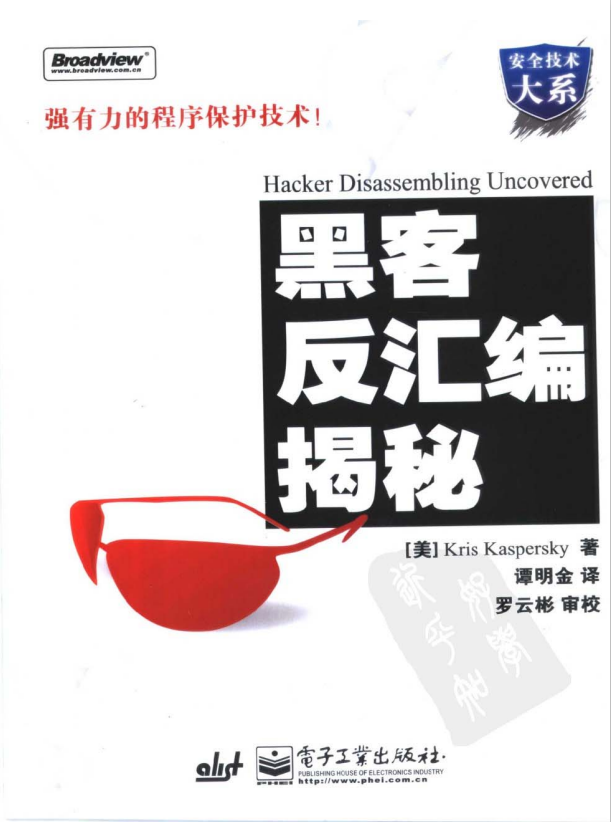 Broadview®
www.broadview.com.cn
安全技术
大系
强有力的程序保护技术！
Hacker Disassembling Uncovered
黑客
反汇编
揭秘
[美] Kris Kaspersky 著
谭明金 译
罗云彬 审校
alist
電子工業出版社·
PUBLISHING HOUSE OF ELECTRONICS INDUSTRY
http://www.phei.com.cn